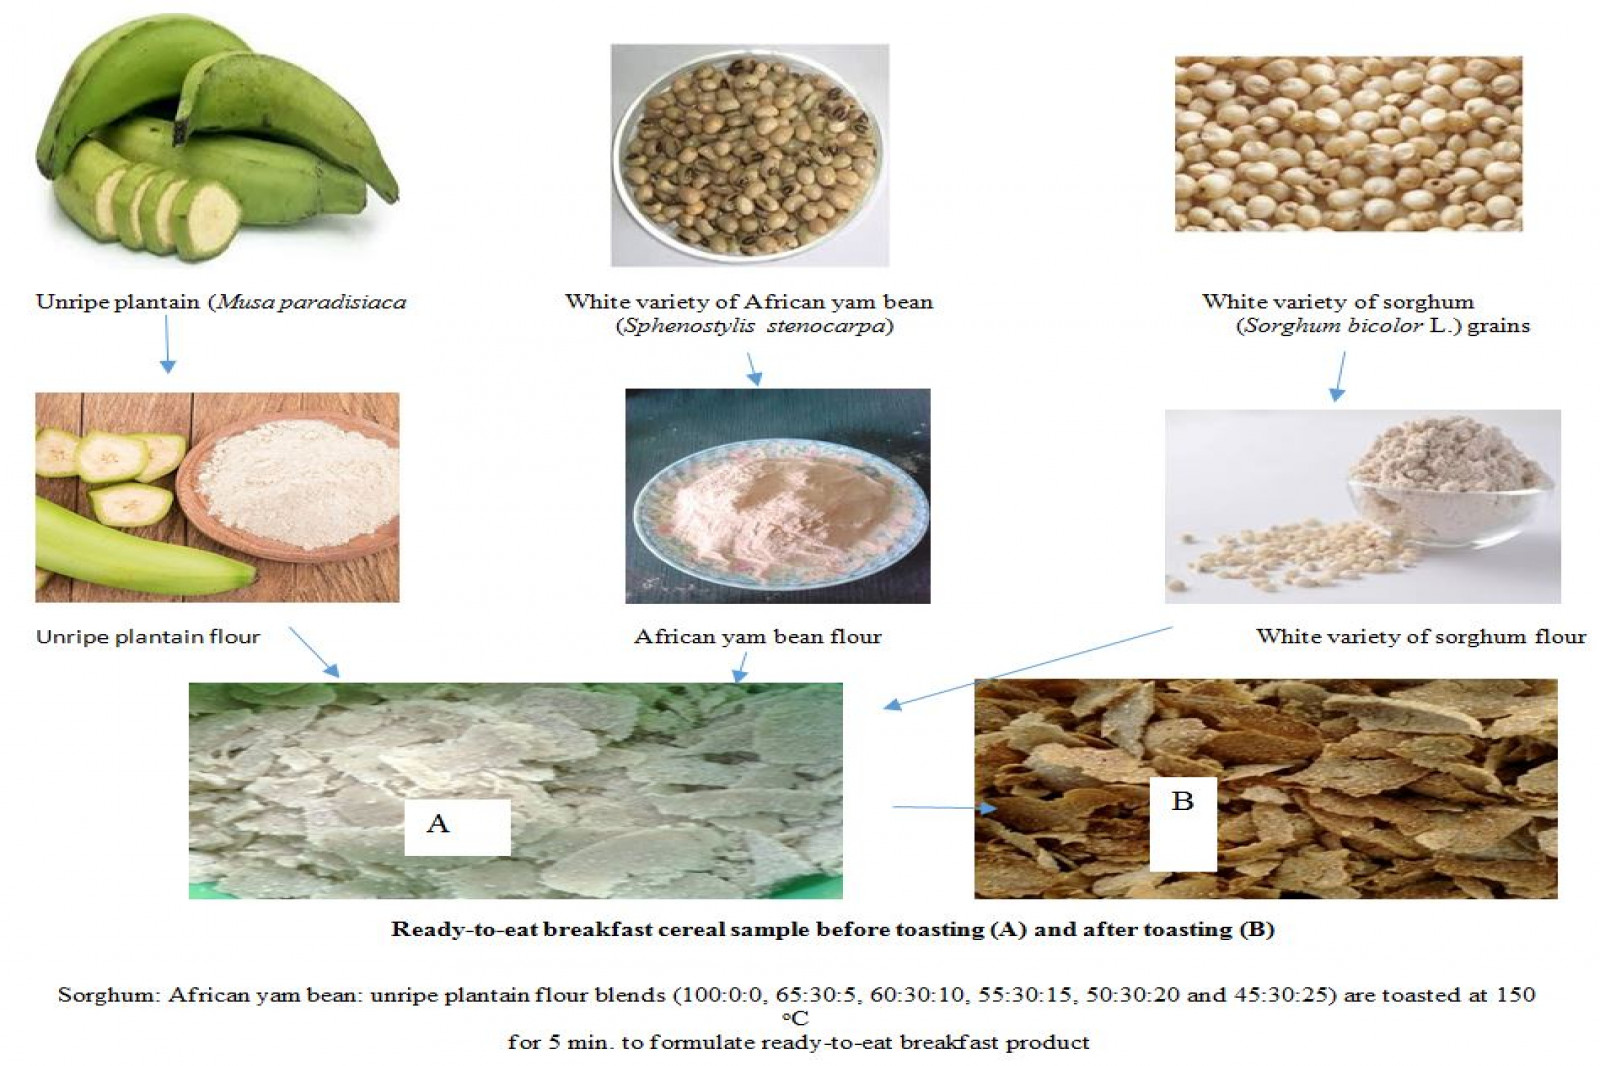 Unripe plantain (Musa paradisiaca
White variety of African yam bean
(Sphenostylis stenocarpa)
White variety of sorghum
(Sorghum bicolor L.) grains
Unripe plantain flour
African yam bean flour
White variety of sorghum flour
A
B
Ready-to-eat breakfast cereal sample before toasting (A) and after toasting (B)
Sorghum: African yam bean: unripe plantain flour blends (100:0:0, 65:30:5, 60:30:10, 55:30:15, 50:30:20 and 45:30:25) are toasted at 150
°C
for 5 min. to formulate ready-to-eat breakfast product